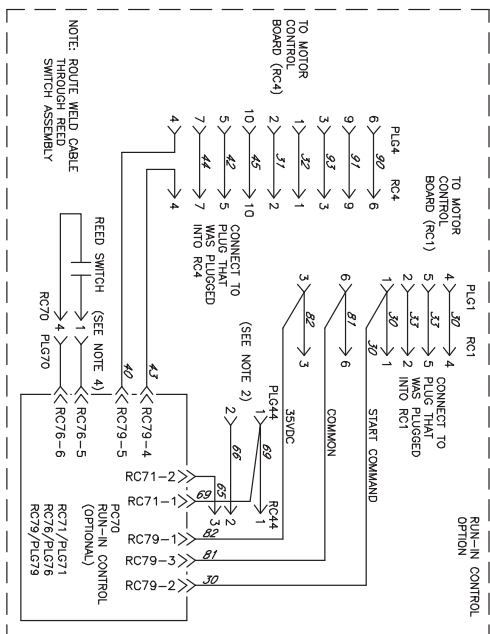 RUN-IN CONTROL
OPTION
TO MOTOR
CONTROL
BOARD (RC1)
PLG1
RC1
4
30
4
5
33
5
2
33
2
1
30
1
6
81
6
3
82
3
CONNECT TO
PLUG THAT
WAS PLUGGED
INTO RC1
30
START COMMAND
COMMON
35VDC
TO MOTOR
CONTROL
BOARD (RC4)
PLG4
RC4
6
90
6
9
91
9
3
93
3
1
32
1
2
31
2
10
45
10
5
42
5
7
44
7
4
4
CONNECT TO
PLUG THAT
WAS PLUGGED
INTO RC4
(SEE NOTE 2)
PLG44
RC44
1
69
1
2
66
2
65
3
RC71-2
69
RC71-1
82
RC79-1
81
RC79-3
30
RC79-2
43
RC79-4
40
RC79-5
(SEE NOTE 4)
REED SWITCH
1
RC76-5
4
RC76-6
RC70
PLG70
NOTE: ROUTE WELD CABLE
THROUGH REED
SWITCH ASSEMBLY
PC70
RUN-IN CONTROL
(OPTIONAL)
RC71/PLG71
RC76/PLG76
RC79/PLG79